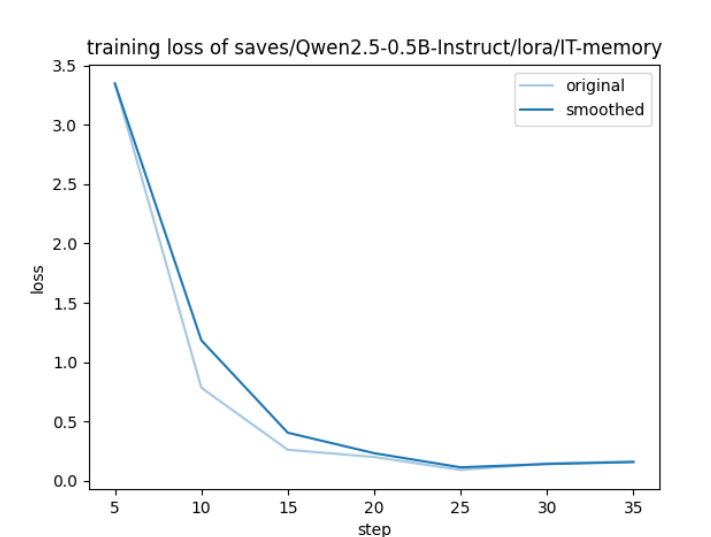 training loss of saves/Qwen2.5-0.5B-Instruct/lora/IT-memory
3.5
original
smoothed
3.0
2.5
2.0
loss
1.5
1.0
0.5
0.0
5 10 15 20 25 30 35
step